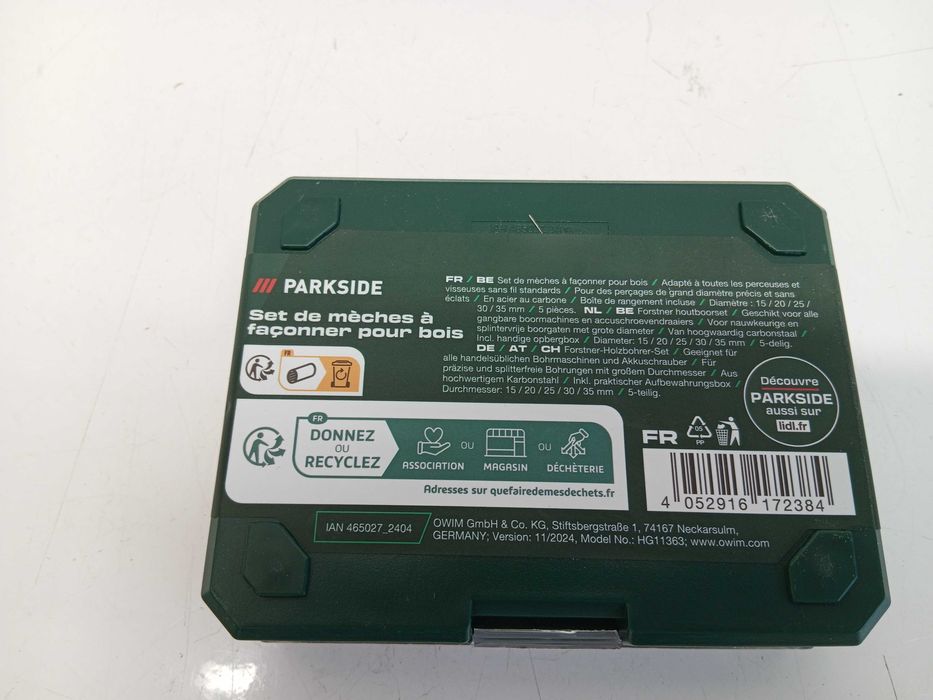 PARKSIDE
Set de mèches à
façonner pour bois
FR / BE Set de mèches à façonner pour bois / Adapté à toutes les perceuses et
visseuses sans fil standards / Pour des perçages de grand diamètre précis et sans
éclats / En acier au carbone / Boîte de rangement incluse / Diamètre : 15 / 20 / 25 /
30 / 35 mm / 5 pièces. NL / BE Forstner houtboorset / Geschikt voor alle
gangbare boormachines en accuschroevendraaiers / Voor nauwkeurige en
splintervrije boorgaten met grote diameter / Van hoogwaardig carbonstaal /
Incl. handige opbergbox / Diameter: 15 / 20 / 25 / 30 / 35 mm / 5-delig.
DE / AT / CH Forstner-Holzbohrer-Set / Geeignet für
alle handelsüblichen Bohrmaschinen und Akkuschrauber / Für
präzise und splitterfreie Bohrungen mit großem Durchmesser / Aus
hochwertigem Karbonstahl / Inkl. praktischer Aufbewahrungsbox /
Durchmesser: 15 / 20 / 25 / 30 / 35 mm / 5-teilig.
FR
Découvre
PARKSIDE
aussi sur
lidl.fr
FR
DONNEZ
OU
RECYCLEZ
ASSOCIATION
OU
MAGASIN
OU
DÉCHÈTERIE
Adresses sur quefairedemesdechets.fr
FR
05
PP
4 052916 172384
IAN 465027_2404
OWIM GmbH & Co. KG, Stiftsbergstraße 1, 74167 Neckarsulm,
GERMANY; Version: 11/2024, Model No.: HG11363; www.owim.com